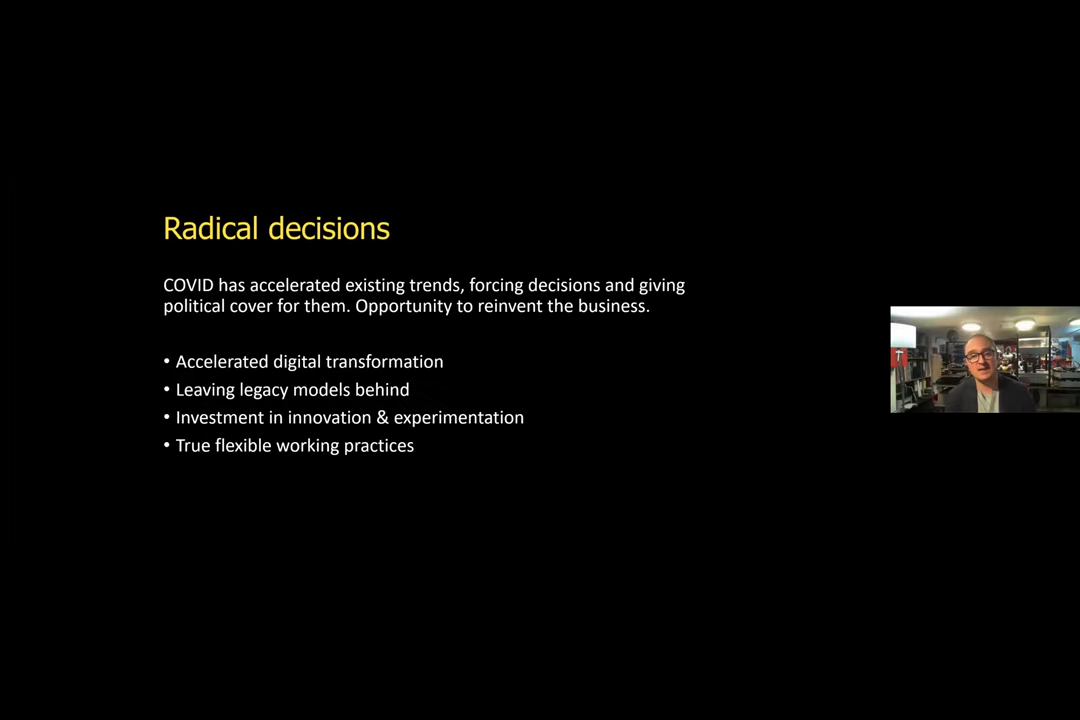 Radical decisions
COVID has accelerated existing trends, forcing decisions and giving
political cover for them. Opportunity to reinvent the business.
• Accelerated digital transformation
• Leaving legacy models behind
• Investment in innovation & experimentation
• True flexible working practices